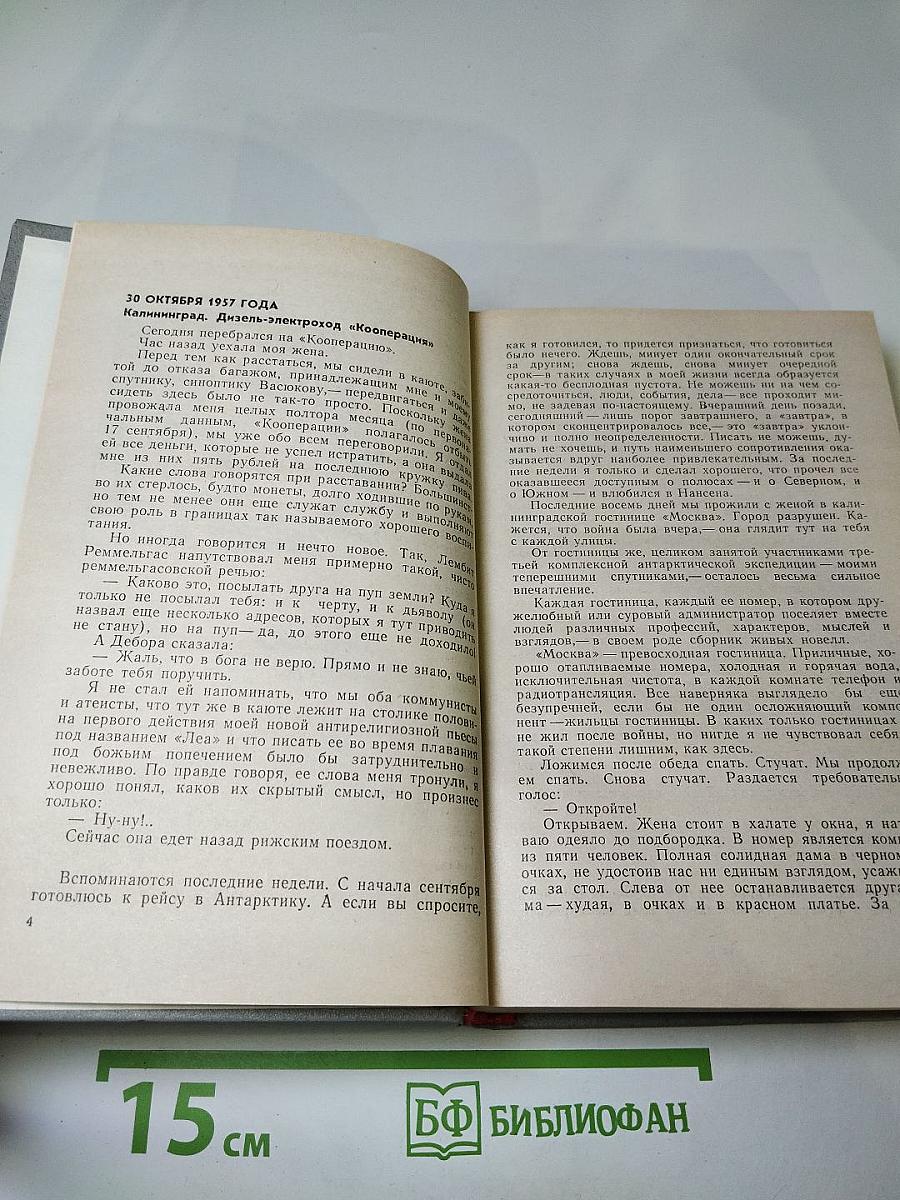 30 ОКТЯБРЯ 1957 ГОДА
Калининград. Дизель-электроход «Кооперация»
Сегодня перебрался на «Кооперацию».
Час назад уехала моя жена.
Перед тем как расстаться, мы сидели в каюте, заби-
той до отказа багажом, принадлежащим мне и моему
спутнику, синоптику Васюкову,— передвигаться и даже
сидеть здесь было не так-то просто. Поскольку жена
провожала меня целых полтора месяца (по первона-
чальным данным, «Кооперации» полагалось отбыть
17 сентября), мы уже обо всем переговорили. Я отдал
ей все деньги, которые не успел истратить, а она выдала
мне из них пять рублей на последнюю кружку пива.
Какие слова говорятся при расставании? Большинст-
во их стерлось, будто монеты, долго ходившие по рукам,
но тем не менее они еще служат службу и выполняют
свою роль в границах так называемого хорошего воспи-
тания.
Но иногда говорится и нечто новое. Так, Лембит
Реммельгас напутствовал меня примерно такой, чисто
реммельгасовской речью:
— Каково это, посылать друга на пуп земли? Куда я
только не посылал тебя: и к черту, и к дьяволу (он
назвал еще несколько адресов, которых я тут приводить
не стану), но на пуп— да, до этого еще не доходило!
А Дебора сказала:
— Жаль, что в бога не верю. Прямо и не знаю, чьей
заботе тебя поручить.
Я не стал ей напоминать, что мы оба коммунисты
и атеисты, что тут же в каюте лежит на столике полови-
на первого действия моей новой антирелигиозной пьесы
под названием «Леа» и что писать ее во время плавания
под божьим попечением было бы затруднительно и
невежливо. По правде говоря, ее слова меня тронули, я
хорошо понял, каков их скрытый смысл, но произнес
только:
— Ну-ну!..
Сейчас она едет назад рижским поездом.
Вспоминаются последние недели. С начала сентября
готовлюсь к рейсу в Антарктику. А если вы спросите,
4
как я готовился, то придется признаться, что готовиться
было нечего. Ждешь, минует один окончательный срок
за другим; снова ждешь, снова минует очередной
срок—в таких случаях в моей жизни всегда образуется
какая-то бесплодная пустота. Не можешь ни на чем со-
средоточиться, люди, события, дела— все проходит ми-
мо, не задевая по-настоящему. Вчерашний день позади,
сегодняшний — лишь порог завтрашнего, а «завтра», в
котором сконцентрировалось все,— это «завтра» уклон-
чиво и полно неопределенности. Писать не можешь, ду-
мать не хочешь, и путь наименьшего сопротивления ока-
зывается вдруг наиболее привлекательным. За послед-
ние недели я только и сделал хорошего, что прочел все
оказавшееся доступным о полюсах — и о Северном, и
о Южном — и влюбился в Нансена.
Последние восемь дней мы прожили с женой в кали-
нинградской гостинице «Москва». Город разрушен. Ка-
жется, что война была вчера,— она глядит тут на тебя
с каждой улицы.
От гостиницы же, целиком занятой участниками тре-
тьей комплексной антарктической экспедиции — моими
теперешними спутниками,— осталось весьма сильное
впечатление.
Каждая гостиница, каждый ее номер, в котором дру-
желюбный или суровый администратор поселяет вместе
людей различных профессий, характеров, мыслей и
взглядов,— в своем роде сборник живых новелл.
«Москва» — превосходная гостиница. Приличные, хо-
рошо отапливаемые номера, холодная и горячая вода,
исключительная чистота, в каждой комнате телефон и
радиотрансляция. Все наверняка выглядело бы еще
безупречней, если бы не один осложняющий компо
нент —жильцы гостиницы. В каких только гостиницах
не жил после войны, но нигде я не чувствовал себя
такой степени лишним, как здесь.
Ложимся после обеда спать. Стучат. Мы продолж
ем спать. Снова стучат. Раздается требователь
голос:
— Откройте!
Открываем. Жена стоит в халате у окна, я нат
ваю одеяло до подбородка. В номер является ком
из пяти человек. Полная солидная дама в черном
очках, не удостоив нас ни единым взглядом, усаж
ся за стол. Слева от нее останавливается друга
ма — худая, в очках и в красном платье. За
15 см
БФ БИБЛИОФАН